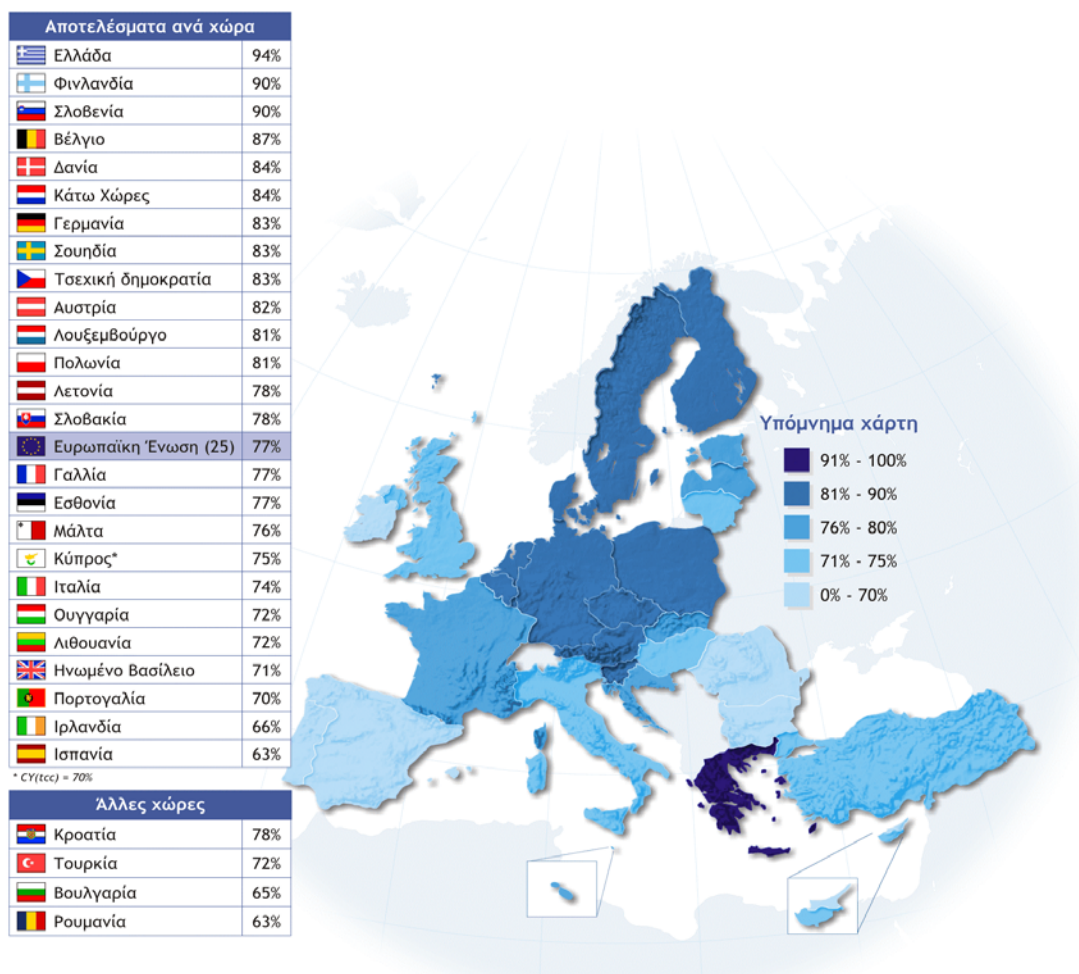 Αποτελέσματα ανά χώρα
Ελλάδα 94%
Φινλανδία 90%
Σλοβενία 90%
Βέλγιο 87%
Δανία 84%
Κάτω Χώρες 84%
Γερμανία 83%
Σουηδία 83%
Τσεχική δημοκρατία 83%
Αυστρία 82%
Λουξεμβούργο 81%
Πολωνία 81%
Λετονία 78%
Σλοβακία 78%
Ευρωπαϊκή Ένωση (25) 77%
Γαλλία 77%
Εσθονία 77%
Μάλτα 76%
Κύπρος* 75%
Ιταλία 74%
Ουγγαρία 72%
Λιθουανία 72%
Ηνωμένο Βασίλειο 71%
Πορτογαλία 70%
Ιρλανδία 66%
Ισπανία 63%
* CY(tcc) = 70%
Άλλες χώρες
Κροατία 78%
Τουρκία 72%
Βουλγαρία 65%
Ρουμανία 63%
Υπόμνημα χάρτη
91% - 100%
81% - 90%
76% - 80%
71% - 75%
0% - 70%